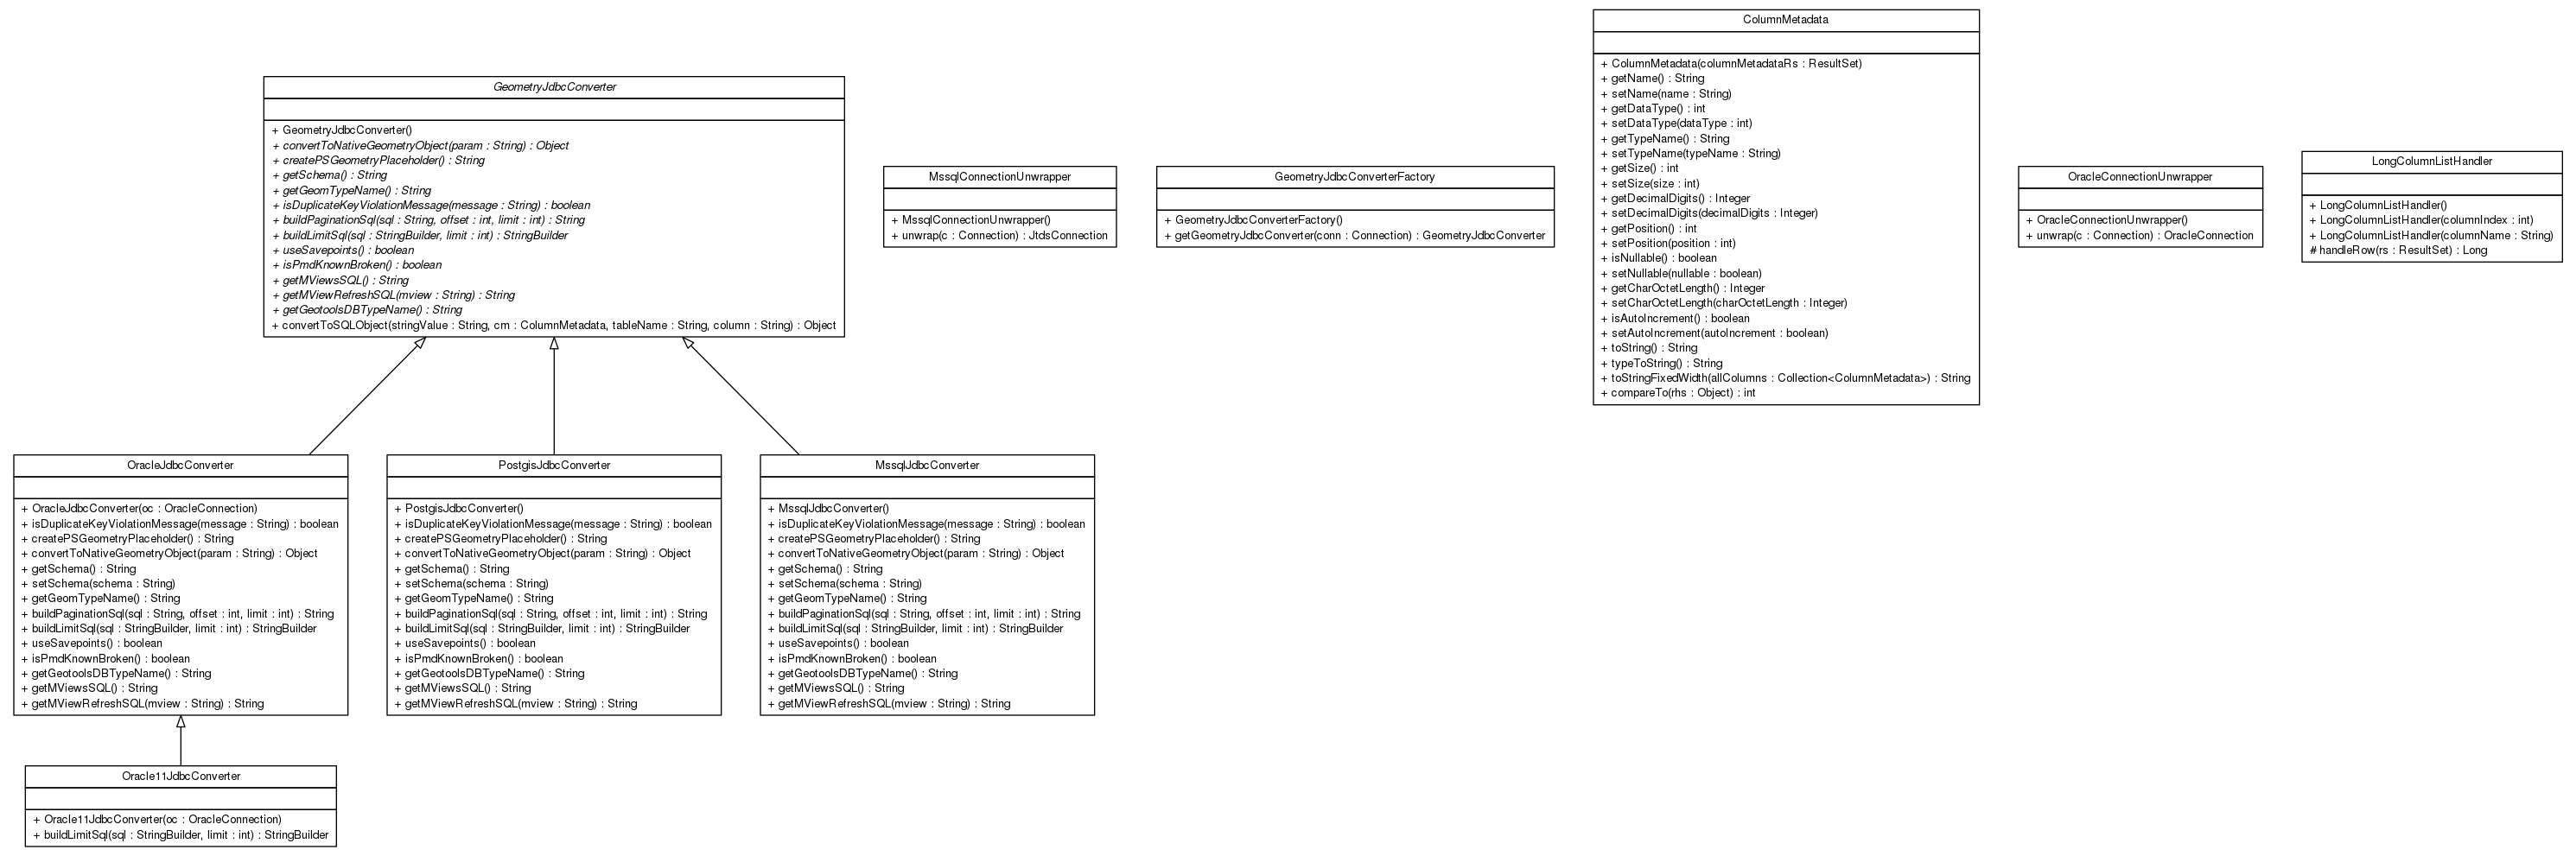 GeometryJdbcConverter
+ GeometryJdbcConverter()
+ convertToNativeGeometryObject(param : String) : Object
+ createPSGeometryPlaceholder() : String
+ getSchema() : String
+ getGeomTypeName() : String
+ isDuplicateKeyViolationMessage(message : String) : boolean
+ buildPaginationSql(sql : String, offset : int, limit : int) : String
+ buildLimitSql(sql : StringBuilder, limit : int) : StringBuilder
+ useSavepoints() : boolean
+ isPmdKnownBroken() : boolean
+ getMViewsSQL() : String
+ getMViewRefreshSQL(mview : String) : String
+ getGeotoolsDBTypeName() : String
+ convertToSQLObject(stringValue : String, cm : ColumnMetadata, tableName : String, column : String) : Object
MssqlConnectionUnwrapper
+ MssqlConnectionUnwrapper()
+ unwrap(c : Connection) : JtdsConnection
GeometryJdbcConverterFactory
+ GeometryJdbcConverterFactory()
+ getGeometryJdbcConverter(conn : Connection) : GeometryJdbcConverter
ColumnMetadata
+ ColumnMetadata(columnMetadataRs : ResultSet)
+ getName() : String
+ setName(name : String)
+ getDataType() : int
+ setDataType(dataType : int)
+ getTypeName() : String
+ setTypeName(typeName : String)
+ getSize() : int
+ setSize(size : int)
+ getDecimalDigits() : Integer
+ setDecimalDigits(decimalDigits : Integer)
+ getPosition() : int
+ setPosition(position : int)
+ isNullable() : boolean
+ setNullable(nullable : boolean)
+ getCharOctetLength() : Integer
+ setCharOctetLength(charOctetLength : Integer)
+ isAutoIncrement() : boolean
+ setAutoIncrement(autoIncrement : boolean)
+ toString() : String
+ typeToString() : String
+ toStringFixedWidth(allColumns : Collection<ColumnMetadata>) : String
+ compareTo(rhs : Object) : int
OracleConnectionUnwrapper
+ OracleConnectionUnwrapper()
+ unwrap(c : Connection) : OracleConnection
LongColumnListHandler
+ LongColumnListHandler()
+ LongColumnListHandler(columnIndex : int)
+ LongColumnListHandler(columnName : String)
# handleRow(rs : ResultSet) : Long
OracleJdbcConverter
+ OracleJdbcConverter(oc : OracleConnection)
+ isDuplicateKeyViolationMessage(message : String) : boolean
+ createPSGeometryPlaceholder() : String
+ convertToNativeGeometryObject(param : String) : Object
+ getSchema() : String
+ setSchema(schema : String)
+ getGeomTypeName() : String
+ buildPaginationSql(sql : String, offset : int, limit : int) : String
+ buildLimitSql(sql : StringBuilder, limit : int) : StringBuilder
+ useSavepoints() : boolean
+ isPmdKnownBroken() : boolean
+ getGeotoolsDBTypeName() : String
+ getMViewsSQL() : String
+ getMViewRefreshSQL(mview : String) : String
PostgisJdbcConverter
+ PostgisJdbcConverter()
+ isDuplicateKeyViolationMessage(message : String) : boolean
+ createPSGeometryPlaceholder() : String
+ convertToNativeGeometryObject(param : String) : Object
+ getSchema() : String
+ setSchema(schema : String)
+ getGeomTypeName() : String
+ buildPaginationSql(sql : String, offset : int, limit : int) : String
+ buildLimitSql(sql : StringBuilder, limit : int) : StringBuilder
+ useSavepoints() : boolean
+ isPmdKnownBroken() : boolean
+ getGeotoolsDBTypeName() : String
+ getMViewsSQL() : String
+ getMViewRefreshSQL(mview : String) : String
MssqlJdbcConverter
+ MssqlJdbcConverter()
+ isDuplicateKeyViolationMessage(message : String) : boolean
+ createPSGeometryPlaceholder() : String
+ convertToNativeGeometryObject(param : String) : Object
+ getSchema() : String
+ setSchema(schema : String)
+ getGeomTypeName() : String
+ buildPaginationSql(sql : String, offset : int, limit : int) : String
+ buildLimitSql(sql : StringBuilder, limit : int) : StringBuilder
+ useSavepoints() : boolean
+ isPmdKnownBroken() : boolean
+ getGeotoolsDBTypeName() : String
+ getMViewsSQL() : String
+ getMViewRefreshSQL(mview : String) : String
Oracle11JdbcConverter
+ Oracle11JdbcConverter(oc : OracleConnection)
+ buildLimitSql(sql : StringBuilder, limit : int) : StringBuilder